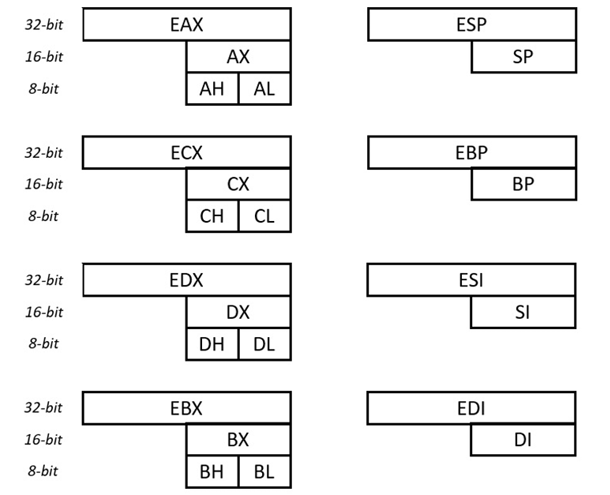 32-bit EAX ESP
16-bit AX SP
8-bit AH AL
32-bit ECX EBP
16-bit CX BP
8-bit CH CL
32-bit EDX ESI
16-bit DX SI
8-bit DH DL
32-bit EBX EDI
16-bit BX DI
8-bit BH BL